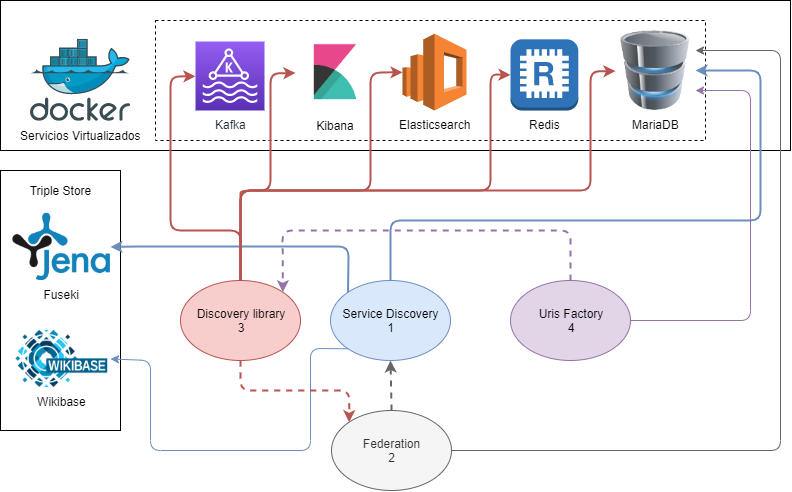 docker
Servicios Virtualizados
K
Kafka
Kibana
Elasticsearch
R
Redis
MariaDB
Triple Store
Jena
Fuseki
WIKIBASE
Wikibase
Discovery library
3
Service Discovery
1
Uris Factory
4
Federation
2